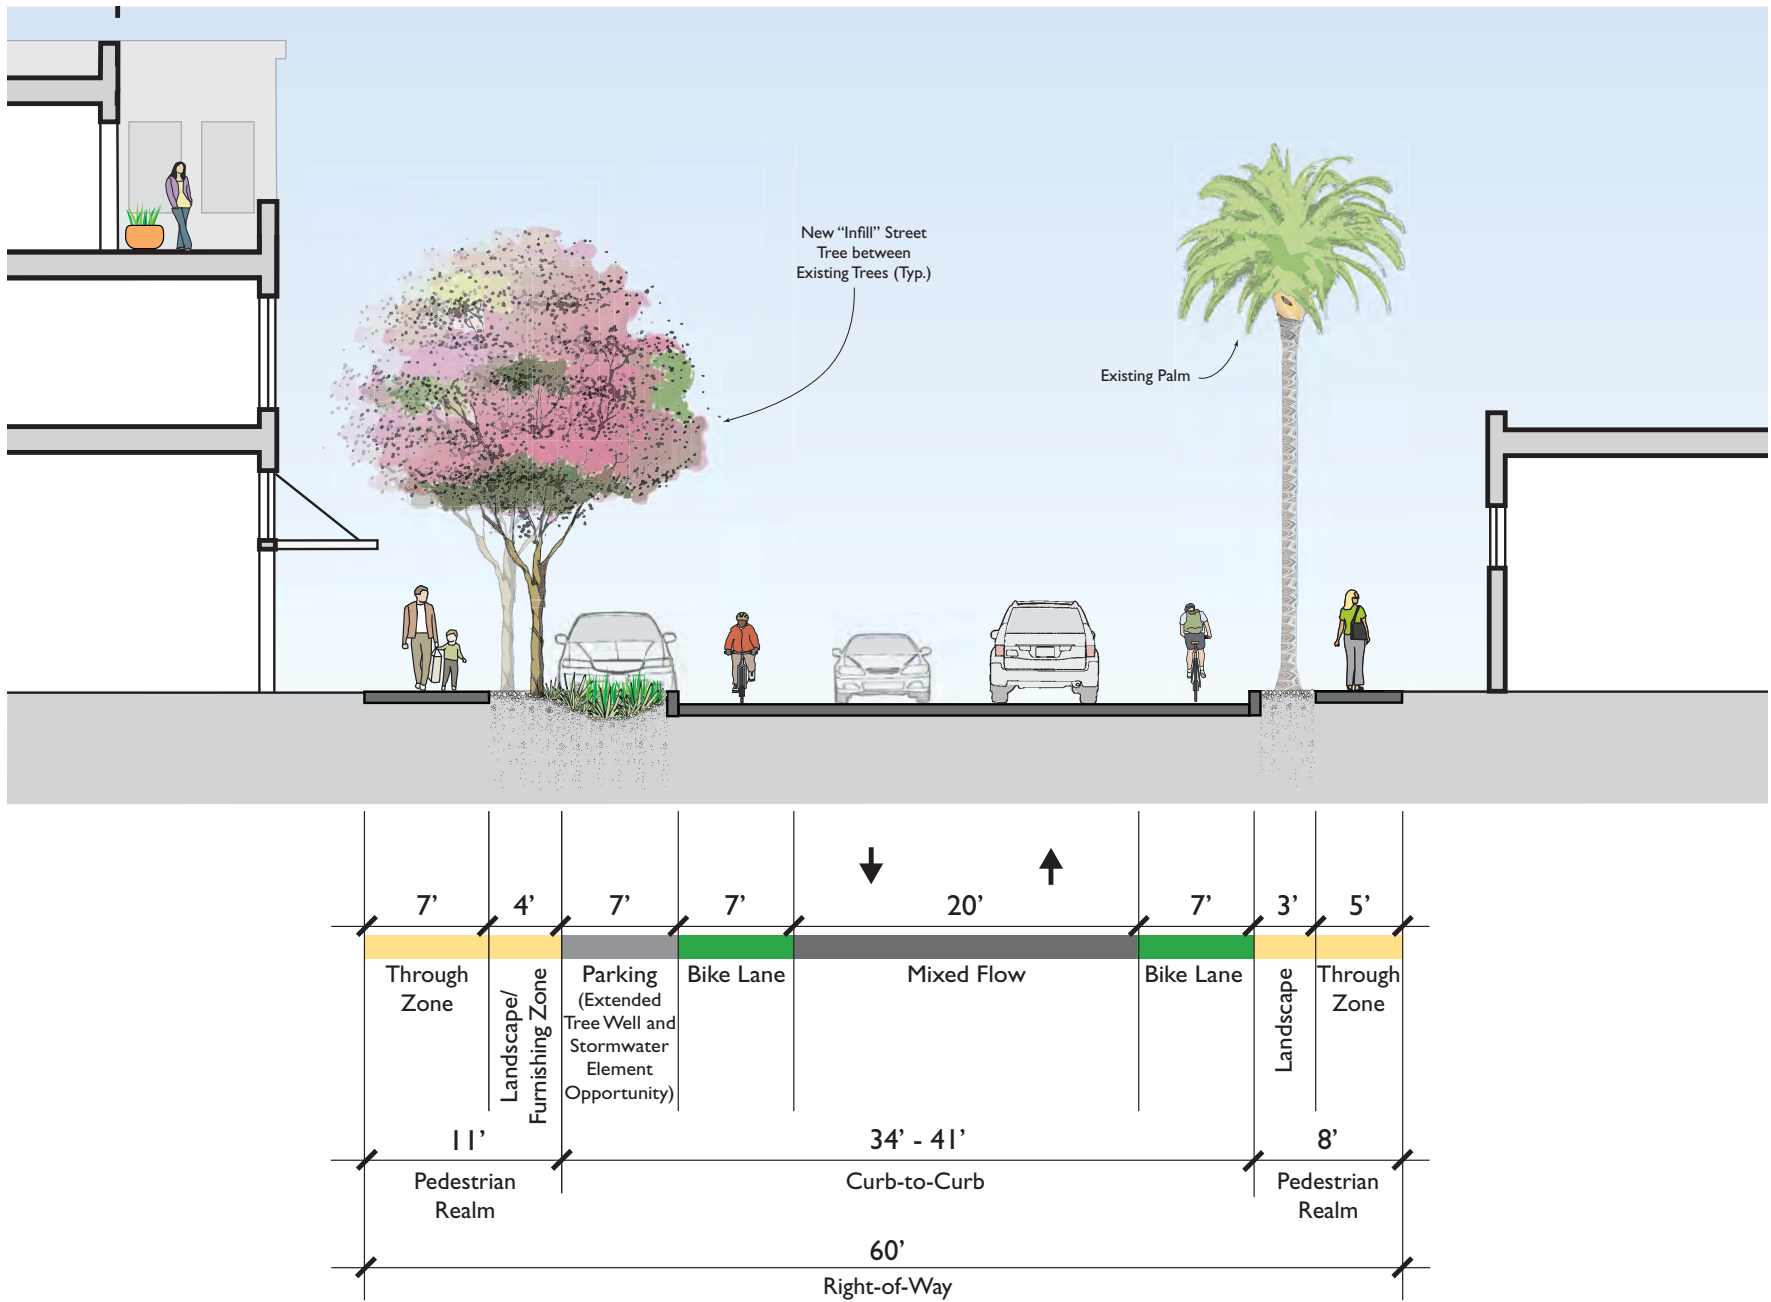 New “Infill” Street
Tree between
Existing Trees (Typ.)
Existing Palm
7’
4’
7’
7’
20’
7’
3’
5’
Through
Zone
Landscape/
Furnishing Zone
Parking
(Extended
Tree Well and
Stormwater
Element
Opportunity)
Bike Lane
Mixed Flow
Bike Lane
Landscape
Through
Zone
11’
34’ - 41’
8’
Pedestrian
Realm
Curb-to-Curb
Pedestrian
Realm
60’
Right-of-Way